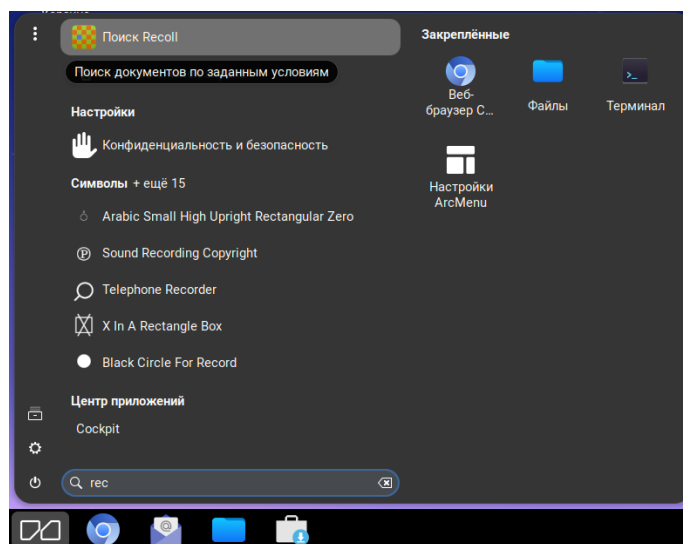 Поиск Recoll
Поиск документов по заданным условиям
Настройки
Конфиденциальность и безопасность
Символы + ещё 15
Arabic Small High Upright Rectangular Zero
Sound Recording Copyright
Telephone Recorder
X In A Rectangle Box
Black Circle For Record
Центр приложений
Cockpit
rec
Закреплённые
Веб-
браузер C...
Файлы
Терминал
Настройки
ArcMenu